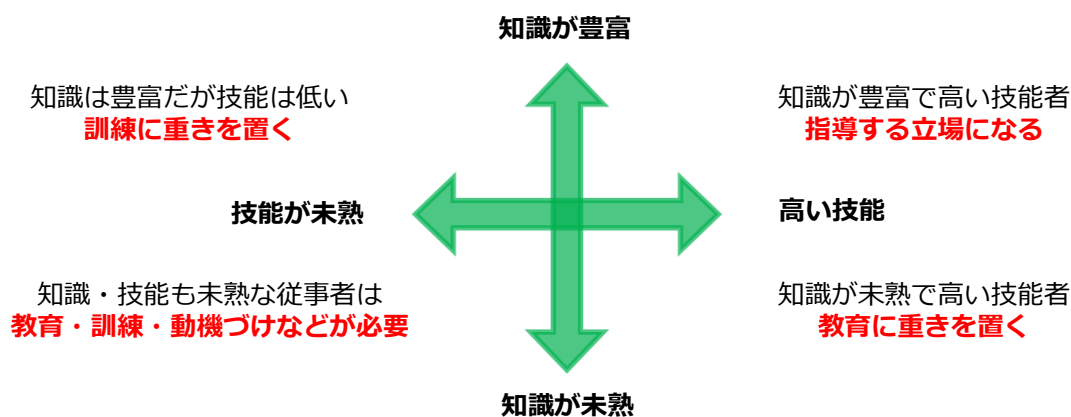 知識が豊富
知識は豊富だが技能は低い
訓練に重きを置く
知識が豊富で高い技能者
指導する立場になる
技能が未熟
高い技能
知識・技能も未熟な従事者は
教育・訓練・動機づけなどが必要
知識が未熟で高い技能者
教育に重きを置く
知識が未熟